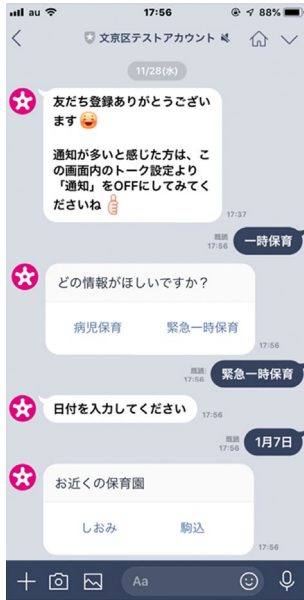 au
17:56
88%
文京区テストアカウント
11/28(水)
友だち登録ありがとうござい
ます
通知が多いと感じた方は、こ
の画面内のトーク設定より
「通知」をOFFにしてみてく
ださいね
17:37
既読
17:56
一時保育
どの情報がほしいですか？
病児保育 緊急一時保育
17:56
既読
17:56
緊急一時保育
日付を入力してください
17:56
既読
17:56
1月7日
お近くの保育園
しおみ 駒込
17:56
Aa